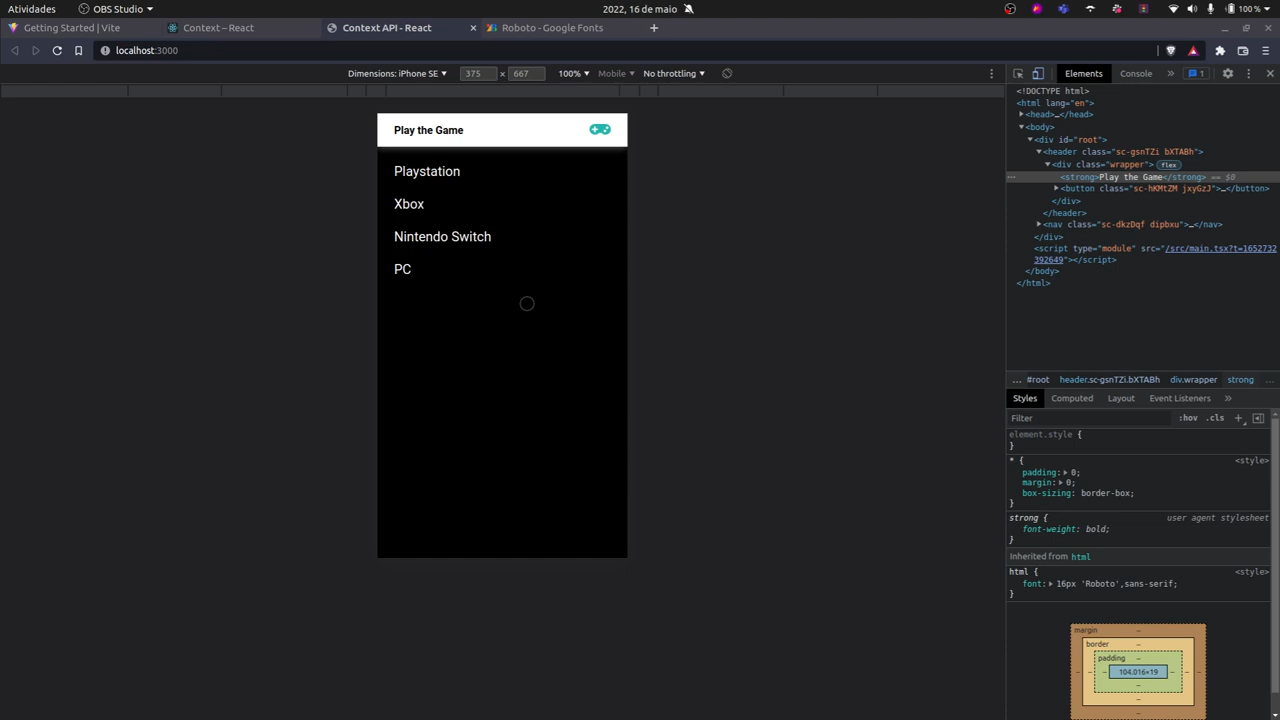 Atividades
OBS Studio
2022, 16 de maio
100 %
Getting Started | Vite
Context – React
Context API - React
Roboto - Google Fonts
localhost:3000
Dimensions: iPhone SE
375
x
667
100%
Mobile
No throttling
Elements
Console
»
1
Play the Game
Playstation
Xbox
Nintendo Switch
PC
<!DOCTYPE html>
<html lang="en">
<head>…</head>
<body>
<div id="root">
<header class="sc-gsnTZi bXTABh">
<div class="wrapper"> flex
… <strong>Play the Game</strong> == $0
<button class="sc-hKMtZM jxyGzJ">…</button>
</div>
</header>
<nav class="sc-dkzDqf dipbxu">…</nav>
</div>
<script type="module" src="/src/main.tsx?t=1652732
392649"></script>
</body>
</html>
… #root header.sc-gsnTZi.bXTABh div.wrapper strong …
Styles Computed Layout Event Listeners »
Filter :hov .cls +
element.style {
}
* { <style>
padding: 0;
margin: 0;
box-sizing: border-box;
}
strong { user agent stylesheet
font-weight: bold;
}
Inherited from html
html { <style>
font: 16px 'Roboto',sans-serif;
}
margin –
border –
padding –
– – – 104.016×19 – – –
–
–
–